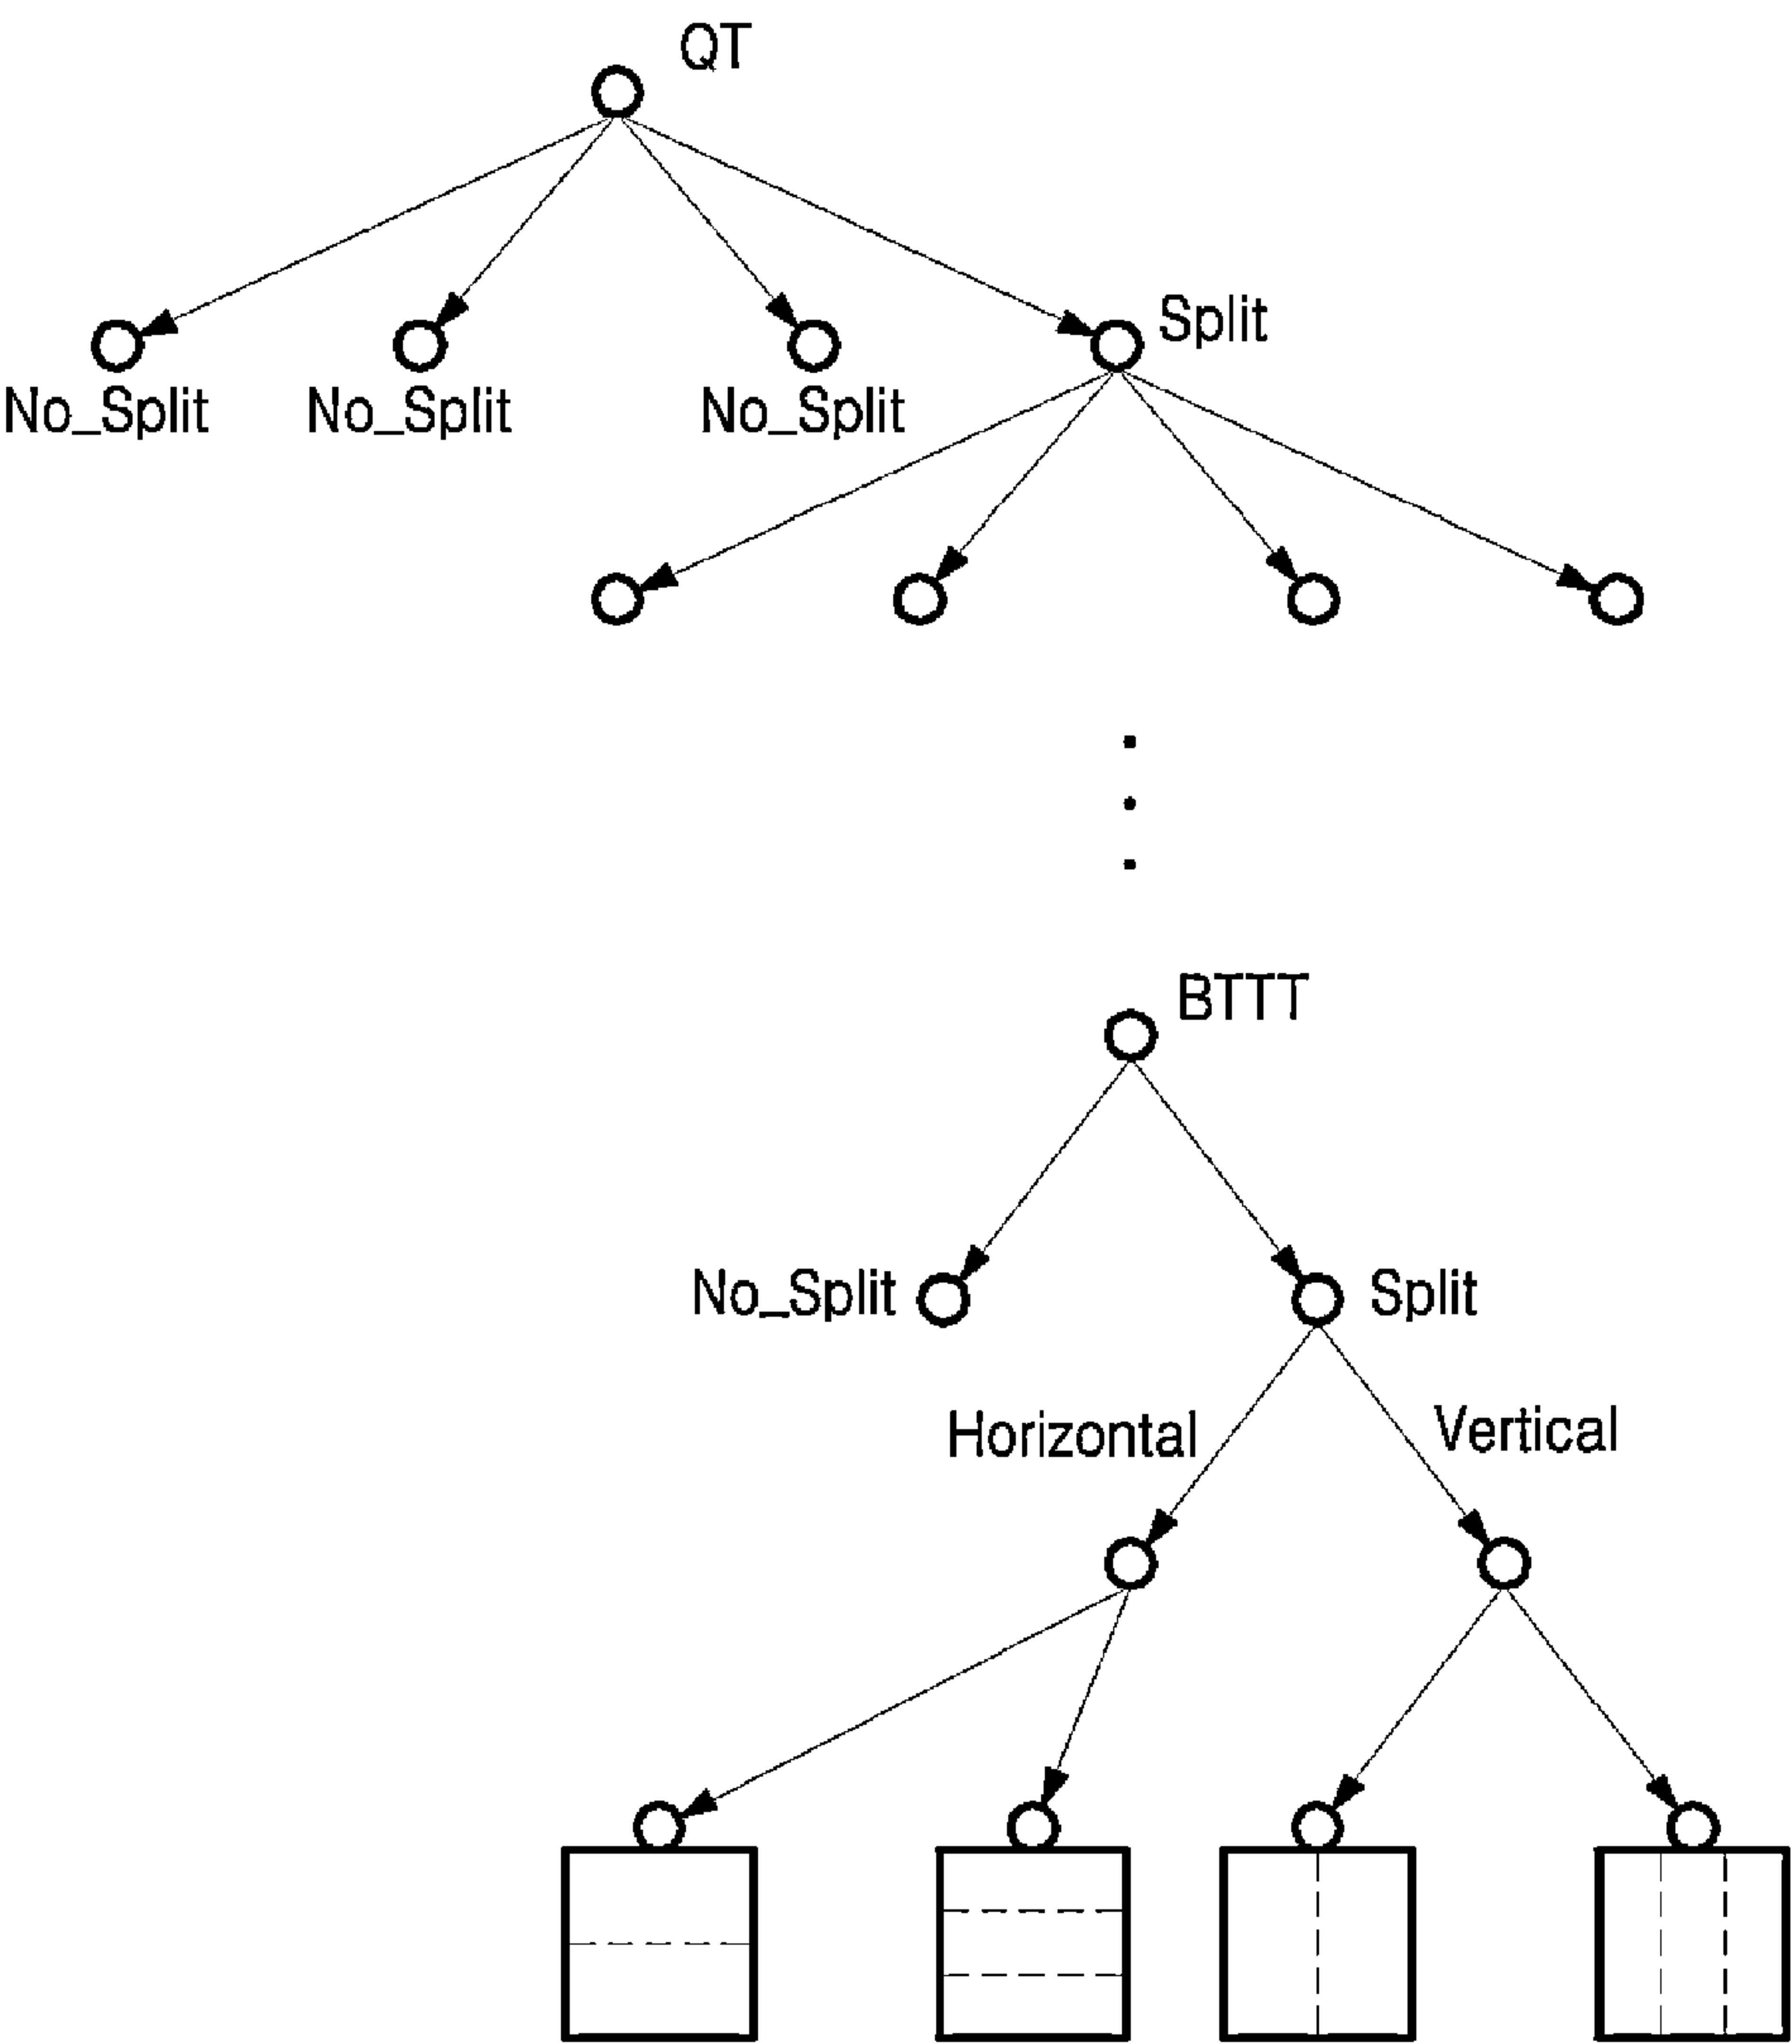 QT
Split
No_Split
No_Split
No_Split
BTTT
No_Split
Split
Horizontal
Vertical